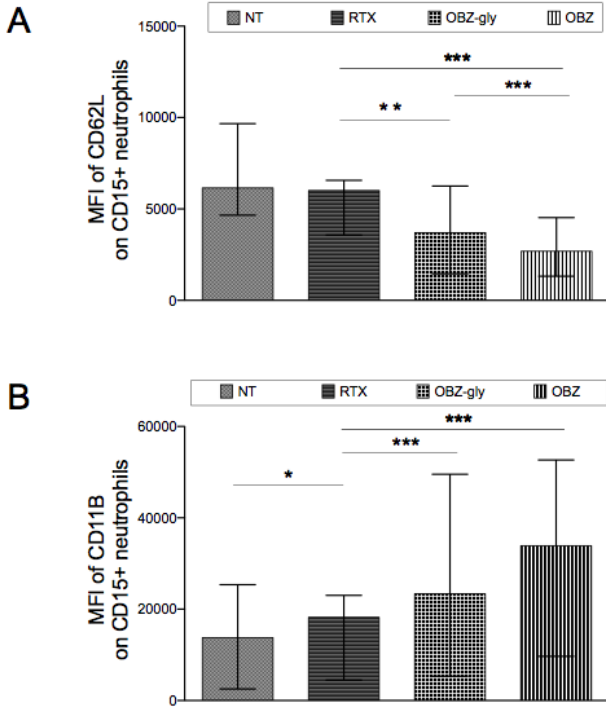 A
NT RTX OBZ-gly OBZ
15000
10000
5000
0
MFI of CD62L
on CD15+ neutrophils
***
***
**
B
NT RTX OBZ-gly OBZ
60000
40000
20000
0
MFI of CD11B
on CD15+ neutrophils
***
***
*